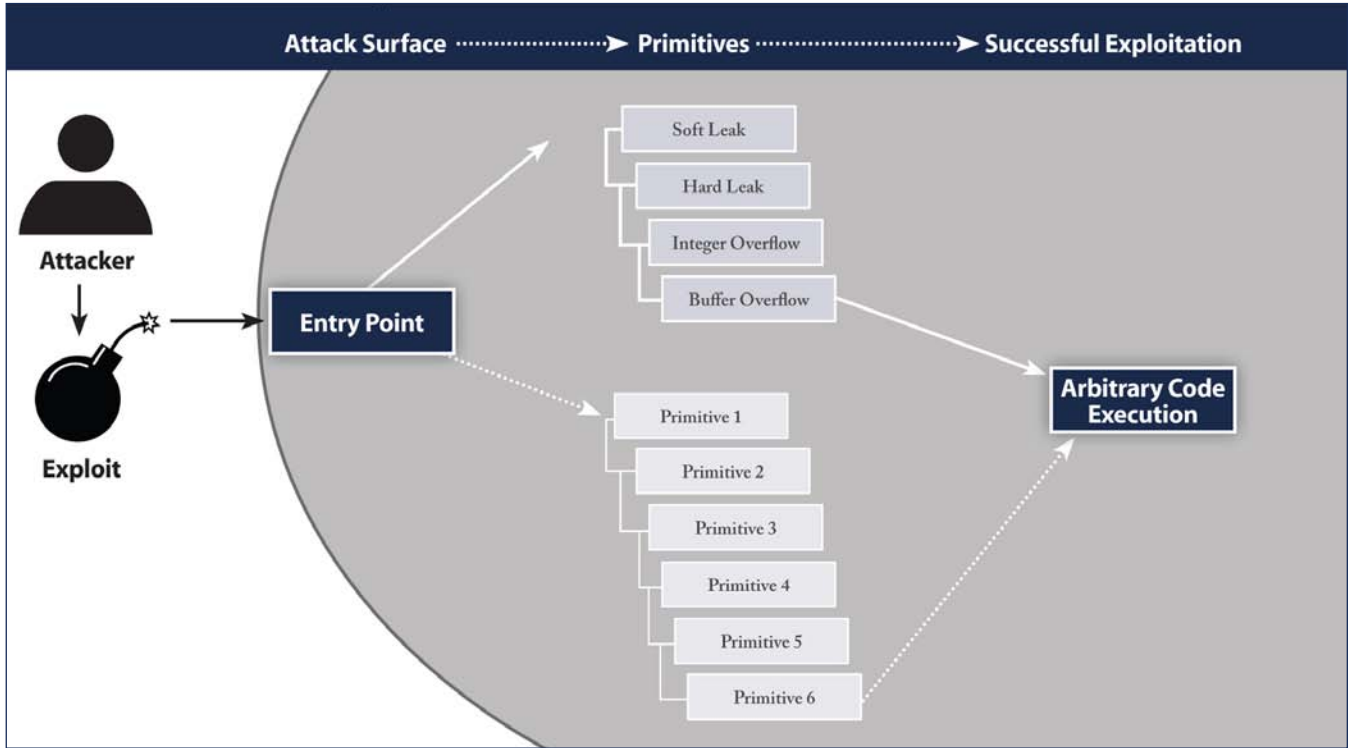 Attack Surface
Primitives
Successful Exploitation
Attacker
Exploit
Entry Point
Soft Leak
Hard Leak
Integer Overflow
Buffer Overflow
Primitive 1
Primitive 2
Primitive 3
Primitive 4
Primitive 5
Primitive 6
Arbitrary Code
Execution